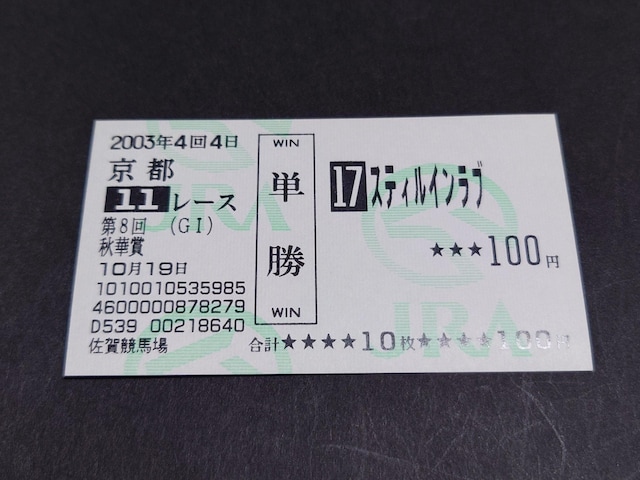 2003年4回4日
京都
11レース
第8回 (GI)
秋華賞
10月19日
1010010535985
4600000878279
D539 00218640
佐賀競馬場
WIN
単勝
WIN
17スティルインラブ
★★★100円
合計★★★★10枚★★★★100円
JRA
JRA